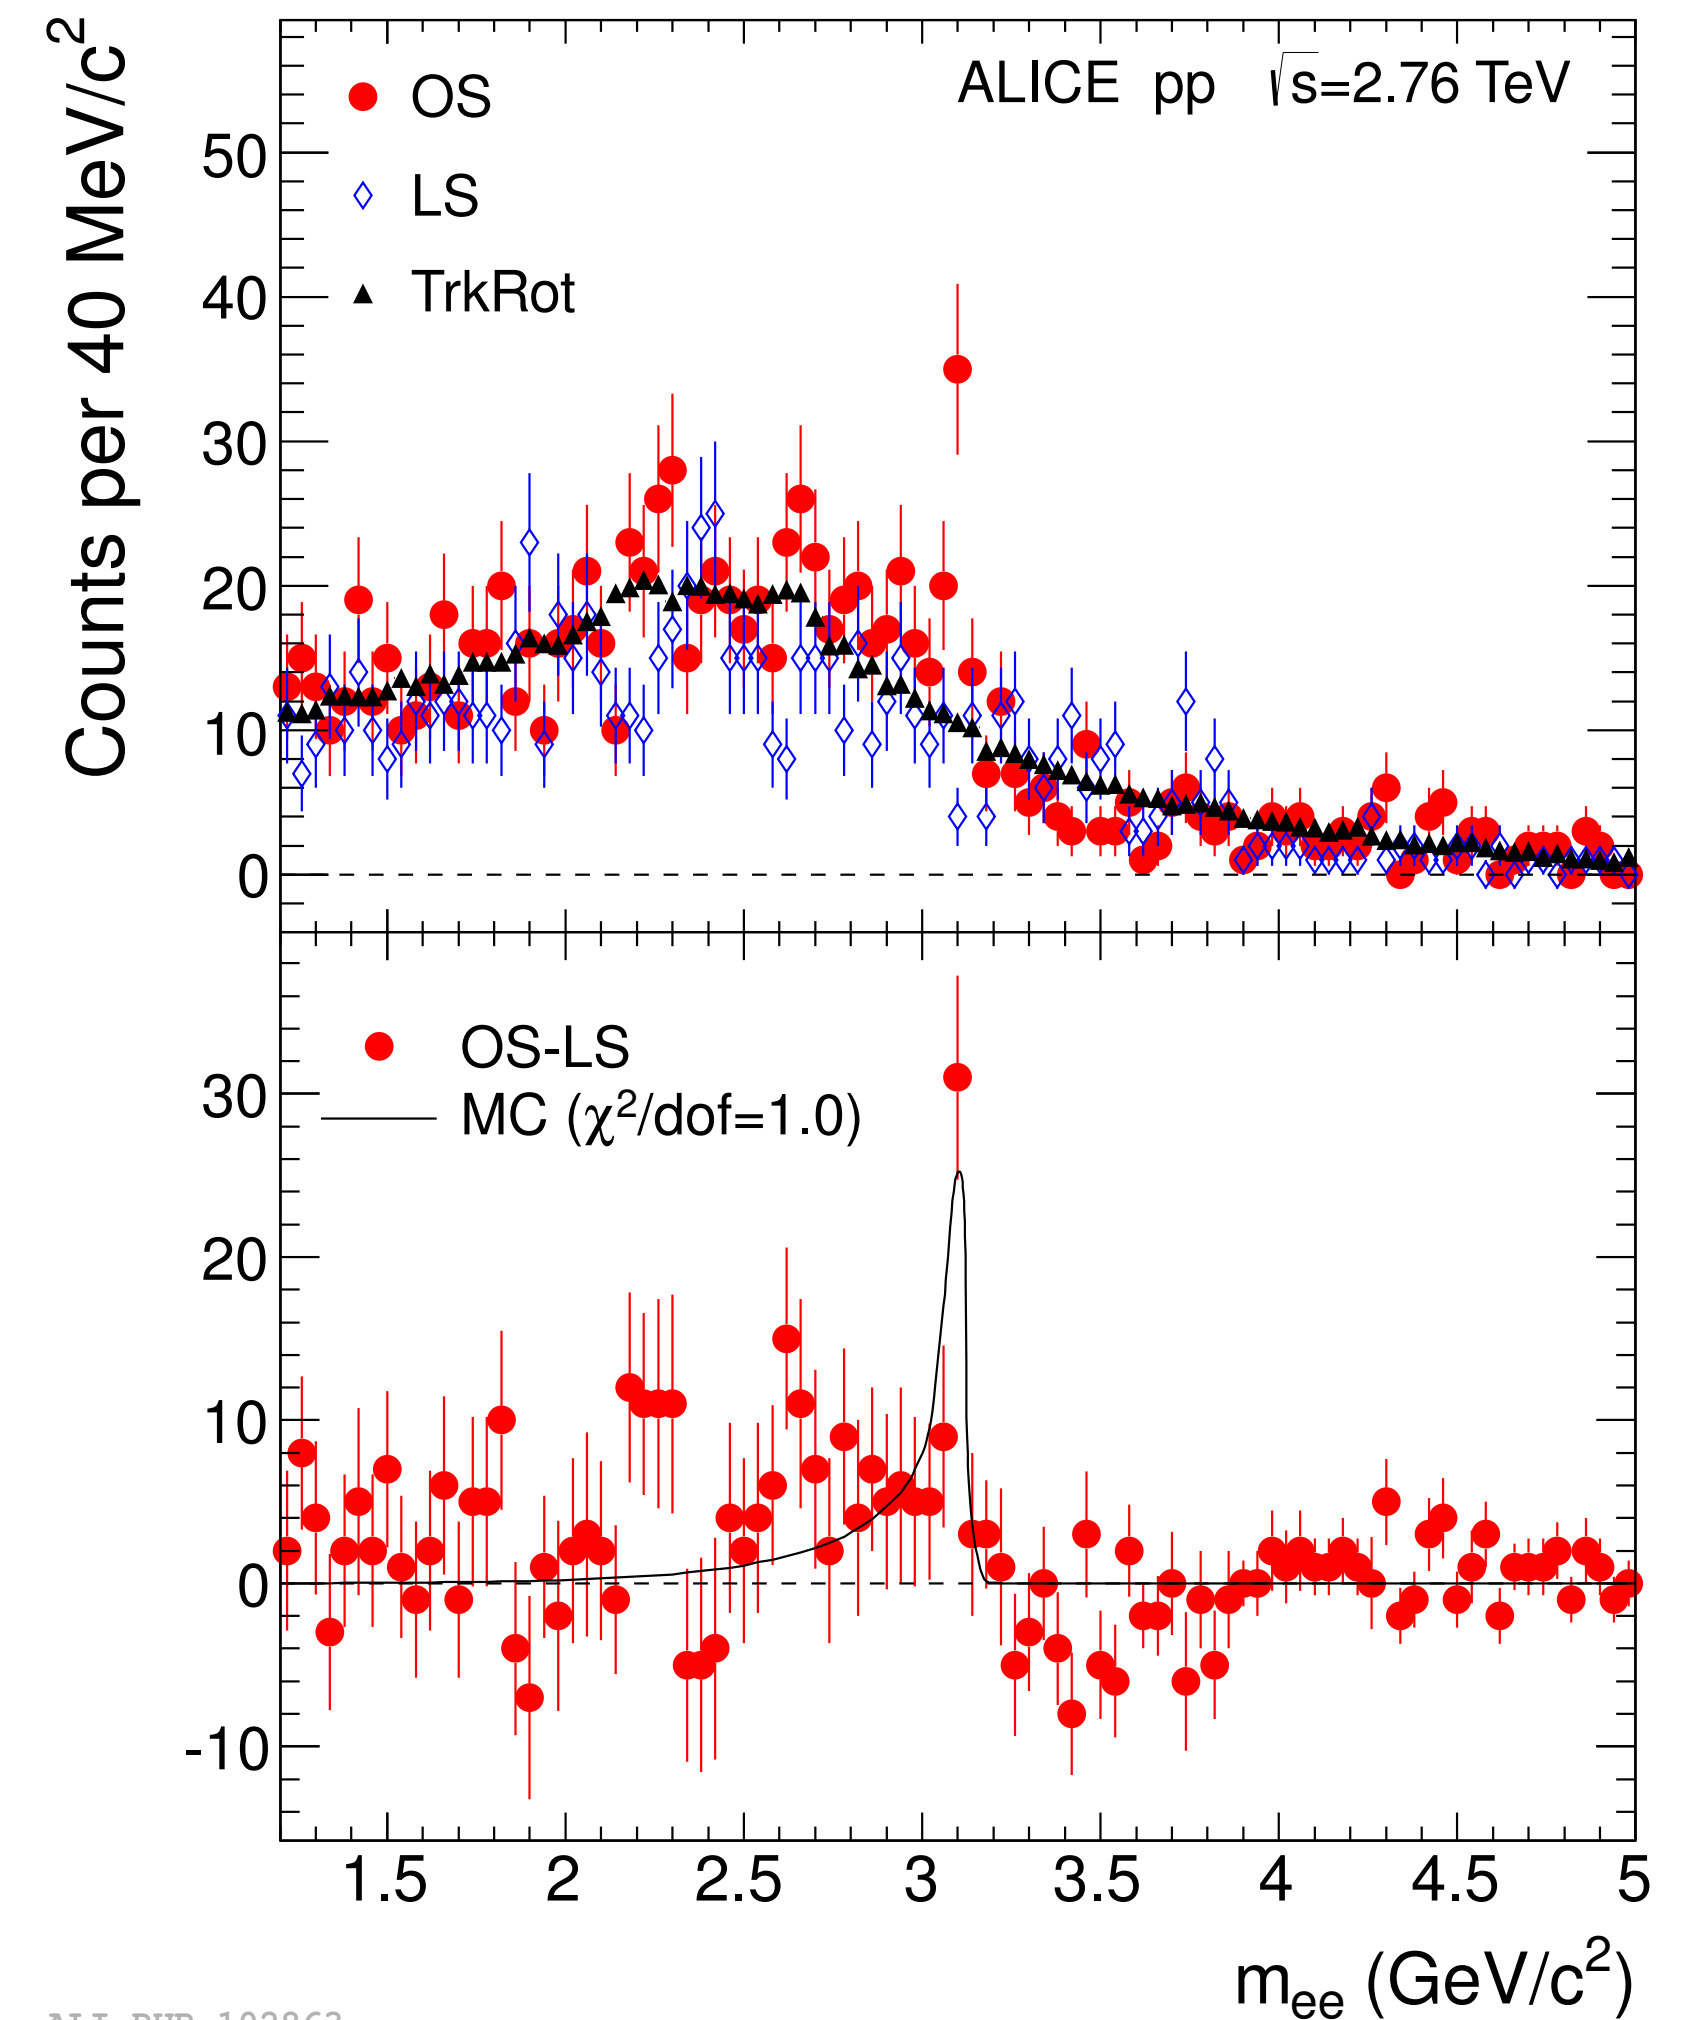 Counts per 40 MeV/c²
ALICE pp √s=2.76 TeV
OS
LS
TrkRot
50
40
30
20
10
0
OS-LS
MC (χ²/dof=1.0)
30
20
10
0
-10
1.5 2 2.5 3 3.5 4 4.5 5
m_ee (GeV/c²)